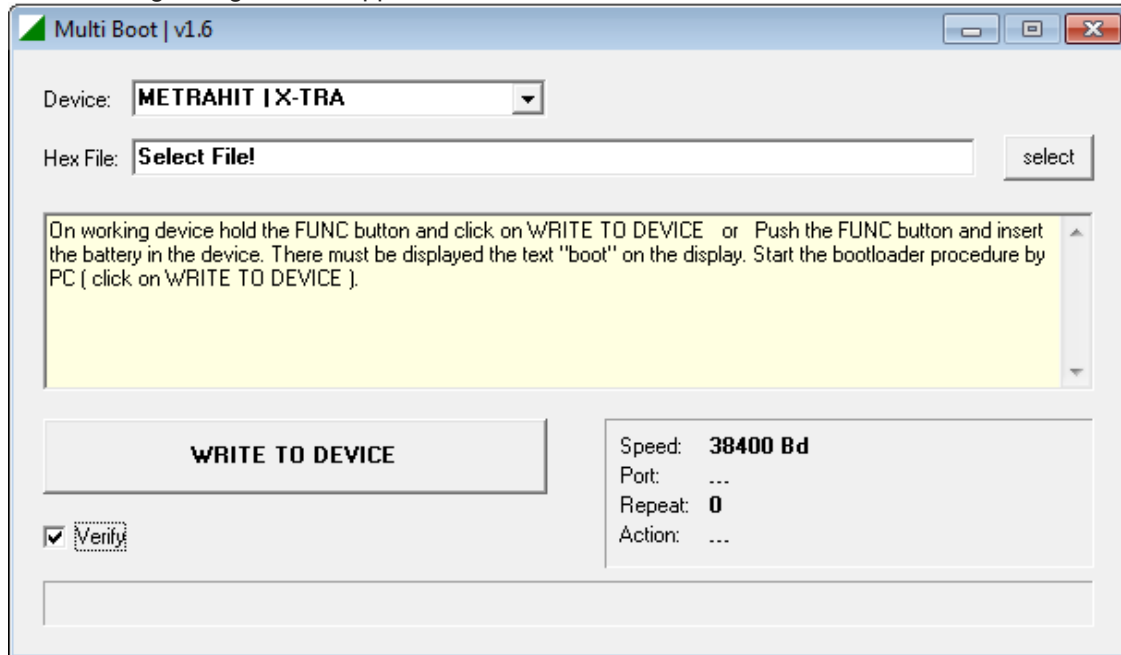 Multi Boot | v1.6
Device: METRAHIT | X-TRA
Hex File: Select File! select
On working device hold the FUNC button and click on WRITE TO DEVICE or Push the FUNC button and insert
the battery in the device. There must be displayed the text "boot" on the display. Start the bootloader procedure by
PC ( click on WRITE TO DEVICE ).
WRITE TO DEVICE
Speed: 38400 Bd
Port: ...
Repeat: 0
Action: ...
Verify